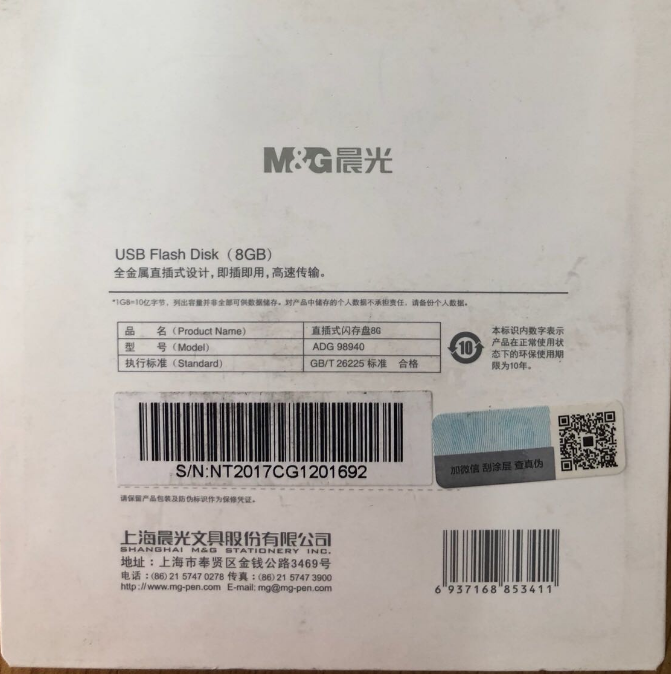 M&G晨光
USB Flash Disk（8GB）
全金属直插式设计，即插即用，高速传输。
*1GB=10亿字节，列出容量并非全部可供数据储存。对产品中储存的个人数据不承担责任，请备份个人数据。
品 名（Product Name） 直插式闪存盘8G
型 号（Model） ADG 98940
执行标准（Standard） GB/T 26225 标准 合格
10
本标识内数字表示
产品在正常使用状
态下的环保使用期
限为10年。
S/N:NT2017CG1201692
加微信 刮涂层 查真伪
请保留产品包装及防伪标识作为保修凭证。
上海晨光文具股份有限公司
SHANGHAI M&G STATIONERY INC.
地址：上海市奉贤区金钱公路3469号
电话：(86) 21 5747 0278 传真：(86) 21 5747 3900
http://www.mg-pen.com E-mail: mg@mg-pen.com
6 937168 853411